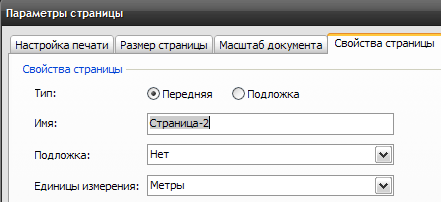 Параметры страницы
Настройка печати Размер страницы Масштаб документа Свойства страницы
Свойства страницы
Тип: Передняя Подложка
Имя: Страница-2
Подложка: Нет
Единицы измерения: Метры